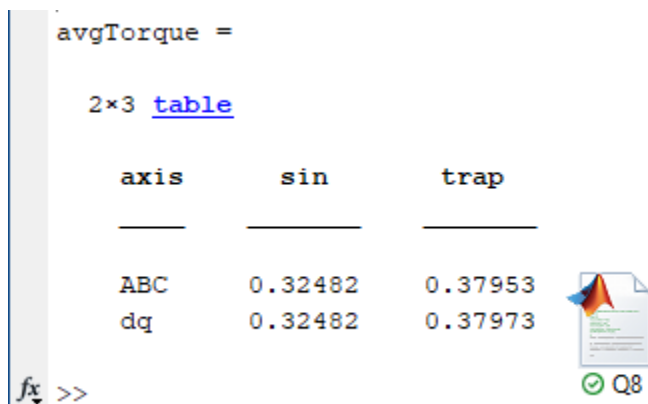 avgTorque =
2×3 table
axis sin trap
ABC 0.32482 0.37953
dq 0.32482 0.37973
fx >>
Q8